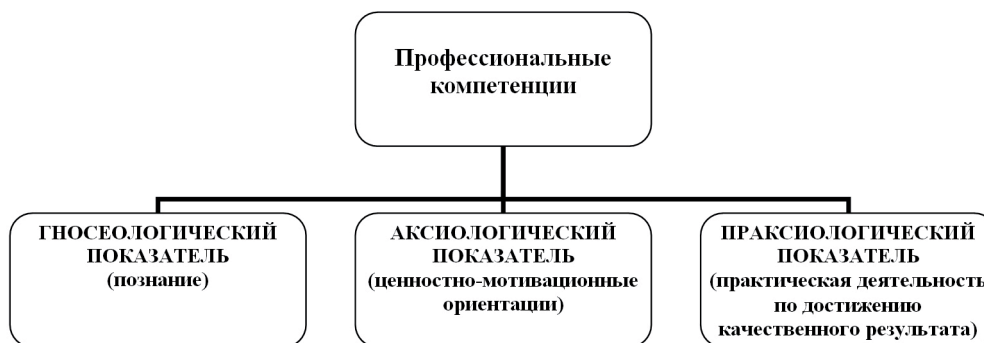 Профессиональные
компетенции
ГНОСЕОЛОГИЧЕСКИЙ
ПОКАЗАТЕЛЬ
(познание)
АКСИОЛОГИЧЕСКИЙ
ПОКАЗАТЕЛЬ
(ценностно-мотивационные
ориентации)
ПРАКСИОЛОГИЧЕСКИЙ
ПОКАЗАТЕЛЬ
(практическая деятельность
по достижению
качественного результата)